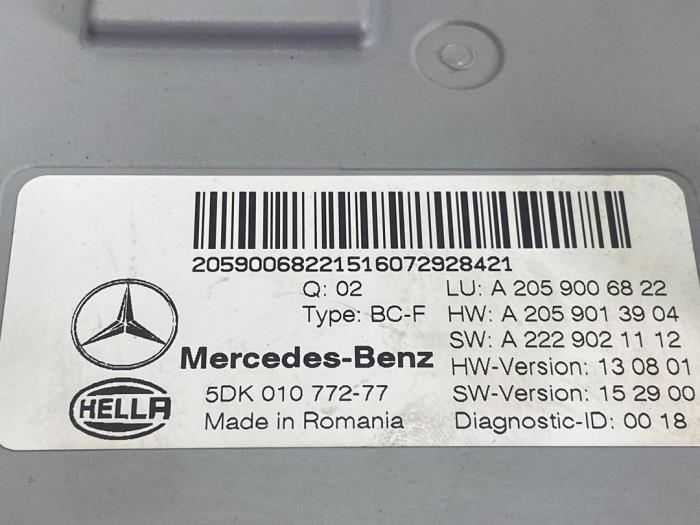 205900682215160729 28421
Q: 02 LU: A 205 900 68 22
Type: BC-F HW: A 205 901 39 04
SW: A 222 902 11 12
Mercedes-Benz HW-Version: 13 08 01
HELLA 5DK 010 772-77 SW-Version: 15 29 00
Made in Romania Diagnostic-ID: 00 18